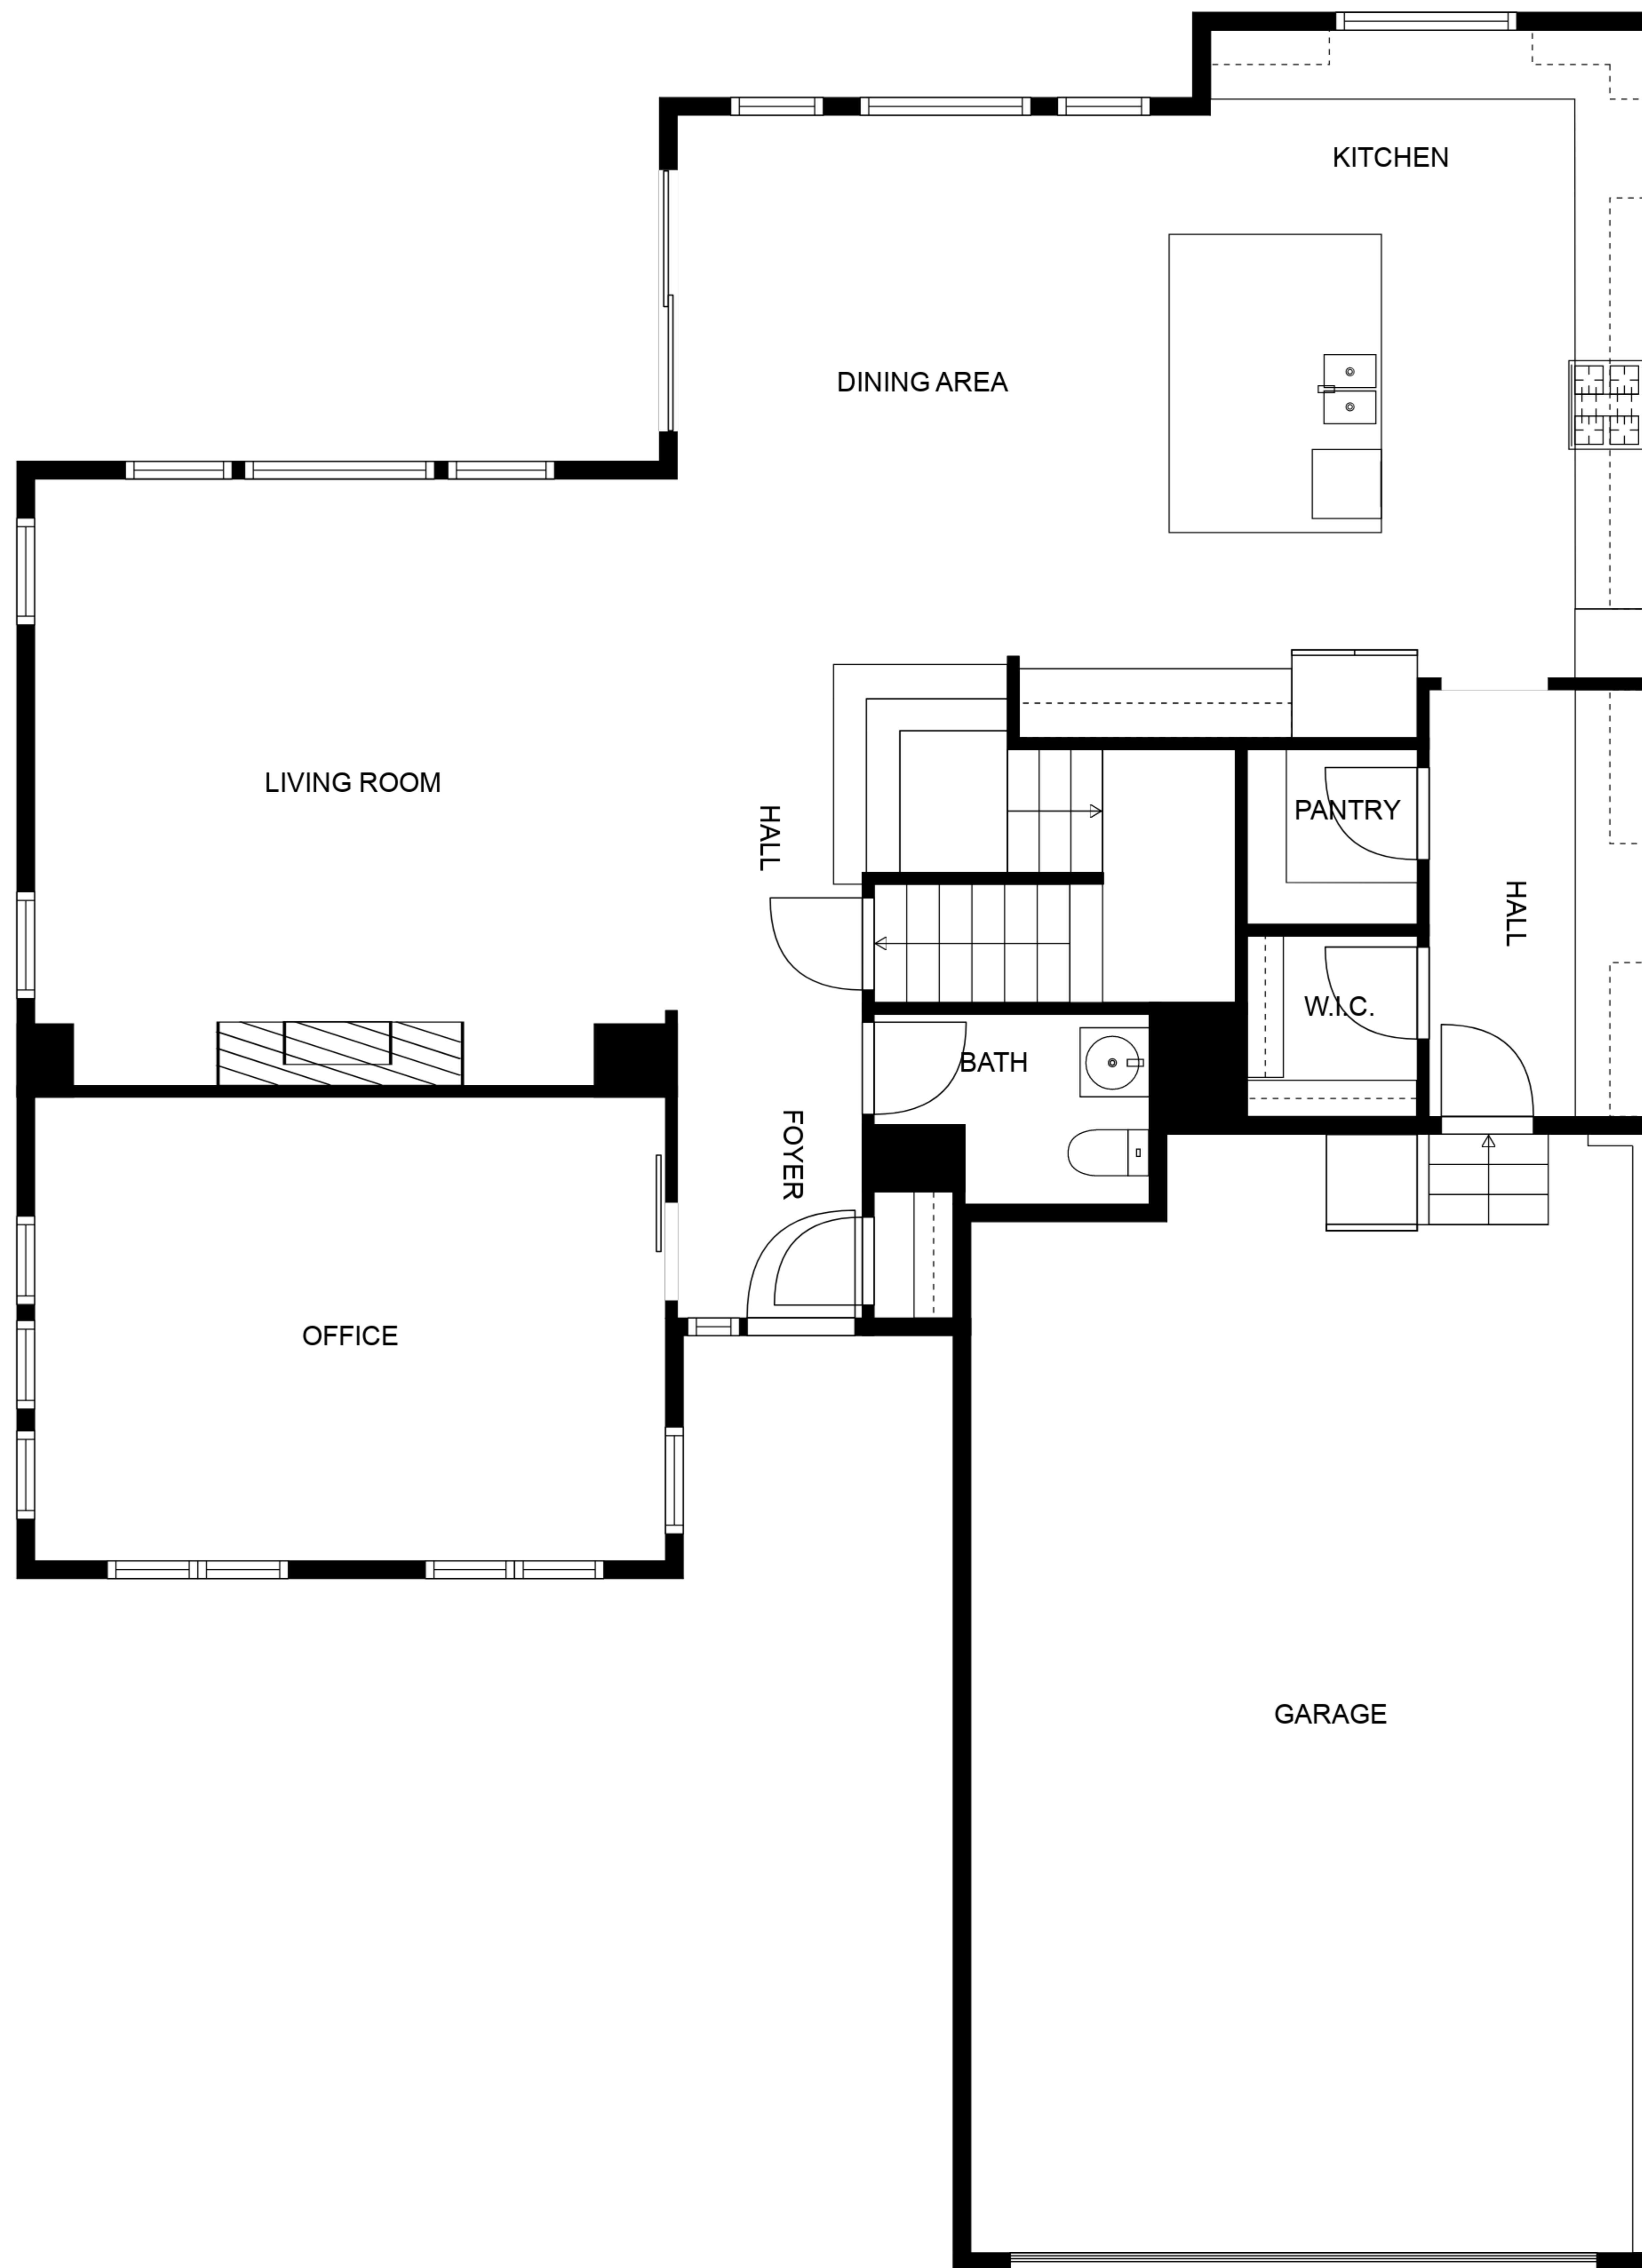 KITCHEN
DINING AREA
LIVING ROOM
HALL
PANTRY
HALL
W.I.C.
BATH
FOYER
OFFICE
GARAGE